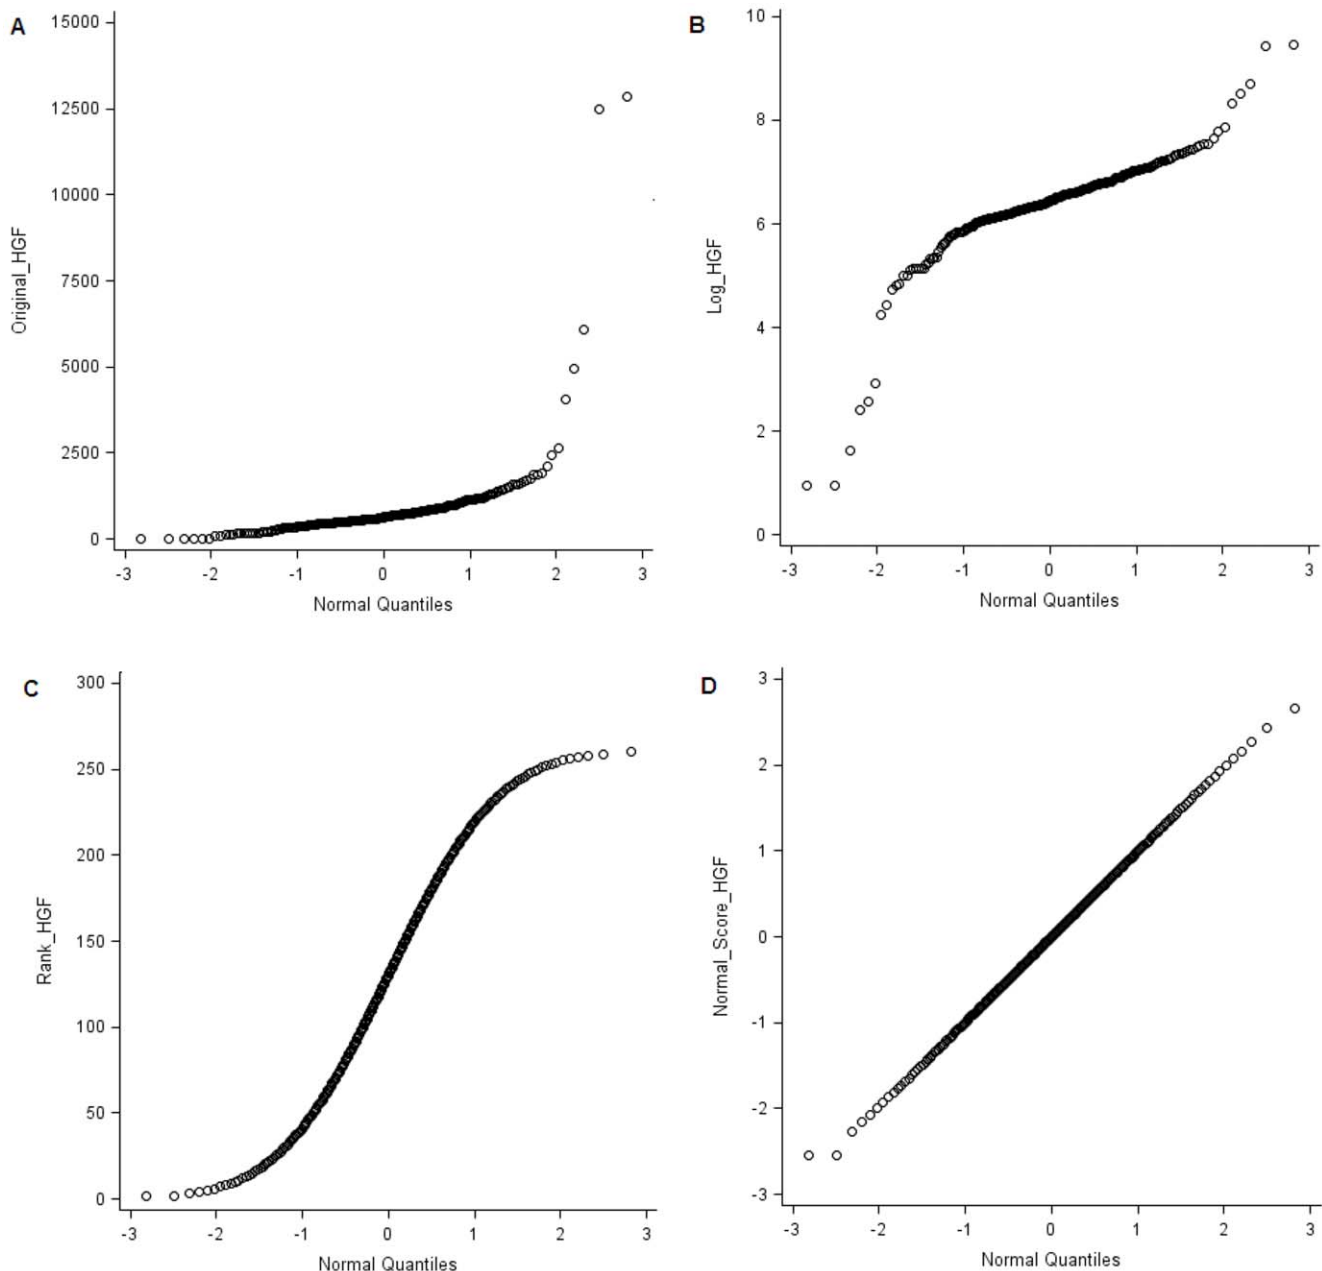 A
15000
12500
10000
7500
5000
2500
0
Original_HGF
-3 -2 -1 0 1 2 3
Normal Quantiles
B
10
8
6
4
2
0
Log_HGF
-3 -2 -1 0 1 2 3
Normal Quantiles
C
300
250
200
150
100
50
0
Rank_HGF
-3 -2 -1 0 1 2 3
Normal Quantiles
D
3
2
1
0
-1
-2
-3
Normal_Score_HGF
-3 -2 -1 0 1 2 3
Normal Quantiles